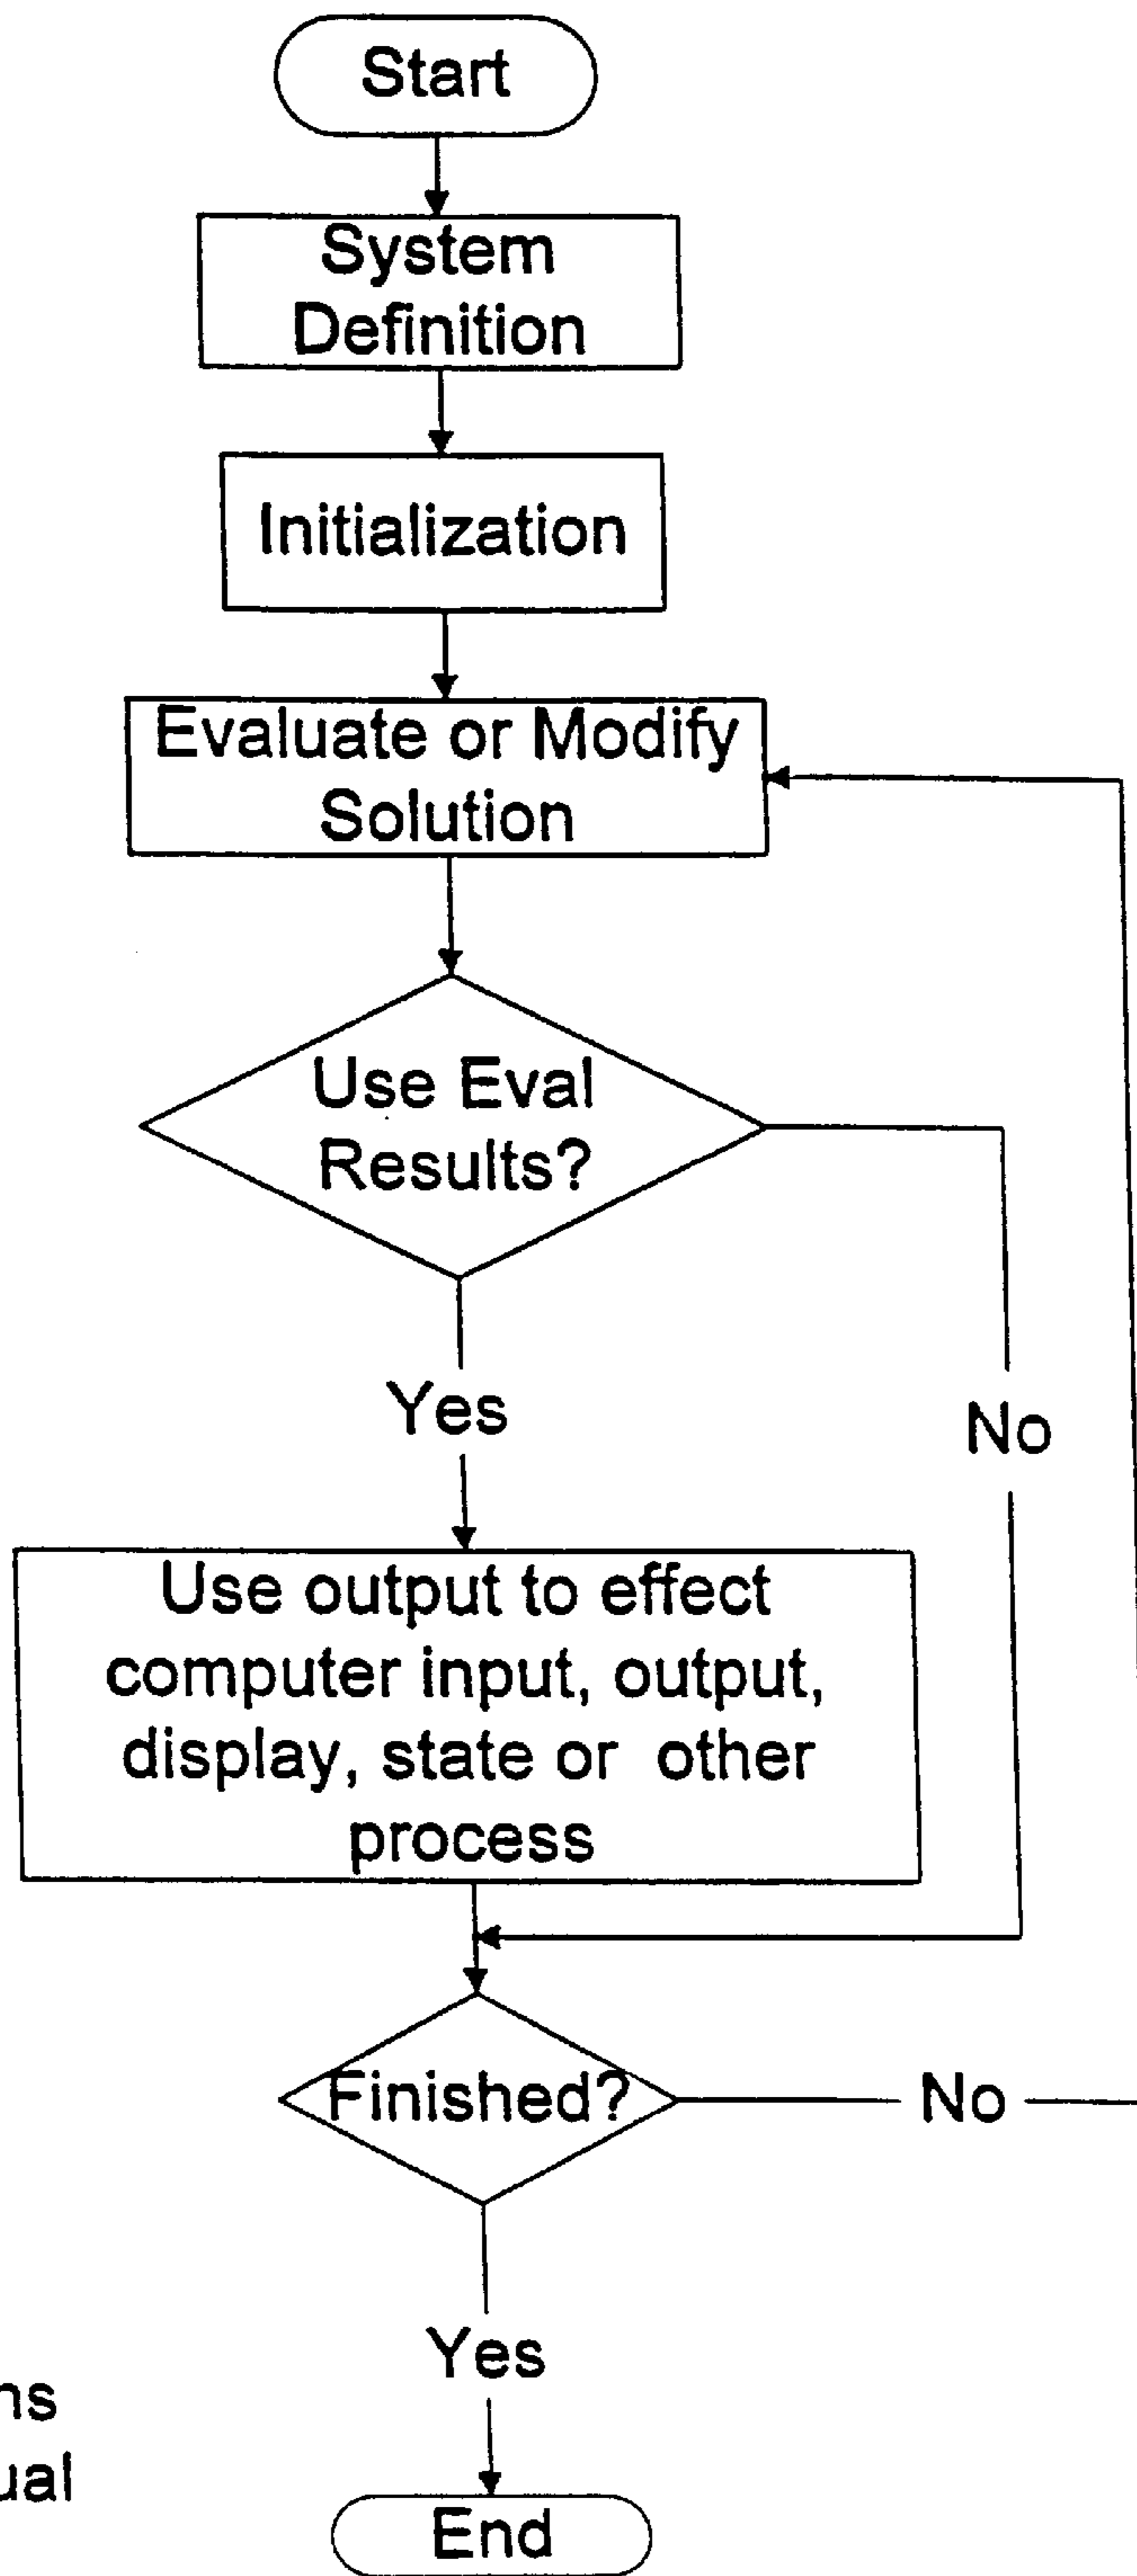 Start
System
Definition
Initialization
Evaluate or Modify
Solution
Use Eval
Results?
Yes
No
Use output to effect
computer input, output,
display, state or other
process
Finished?
No
Yes
End